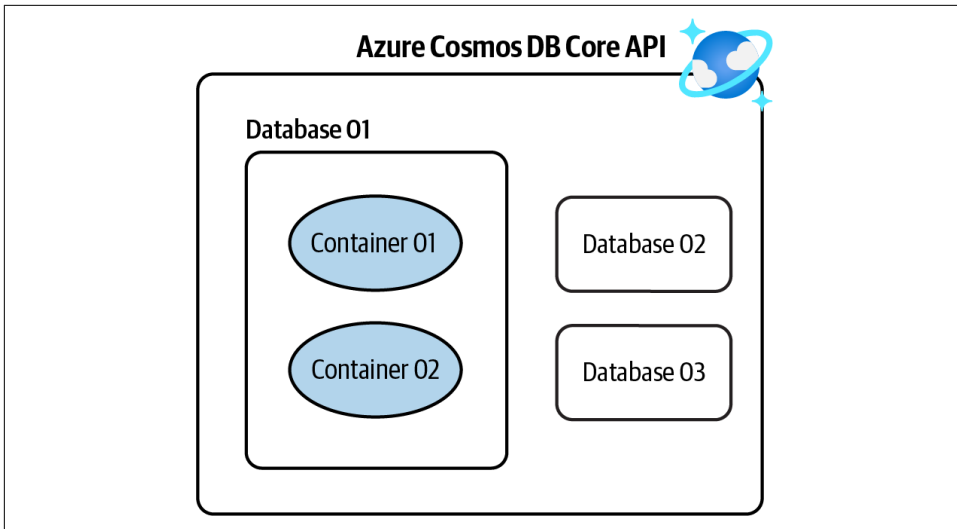 Azure Cosmos DB Core API
Database 01
Container 01
Database 02
Container 02
Database 03